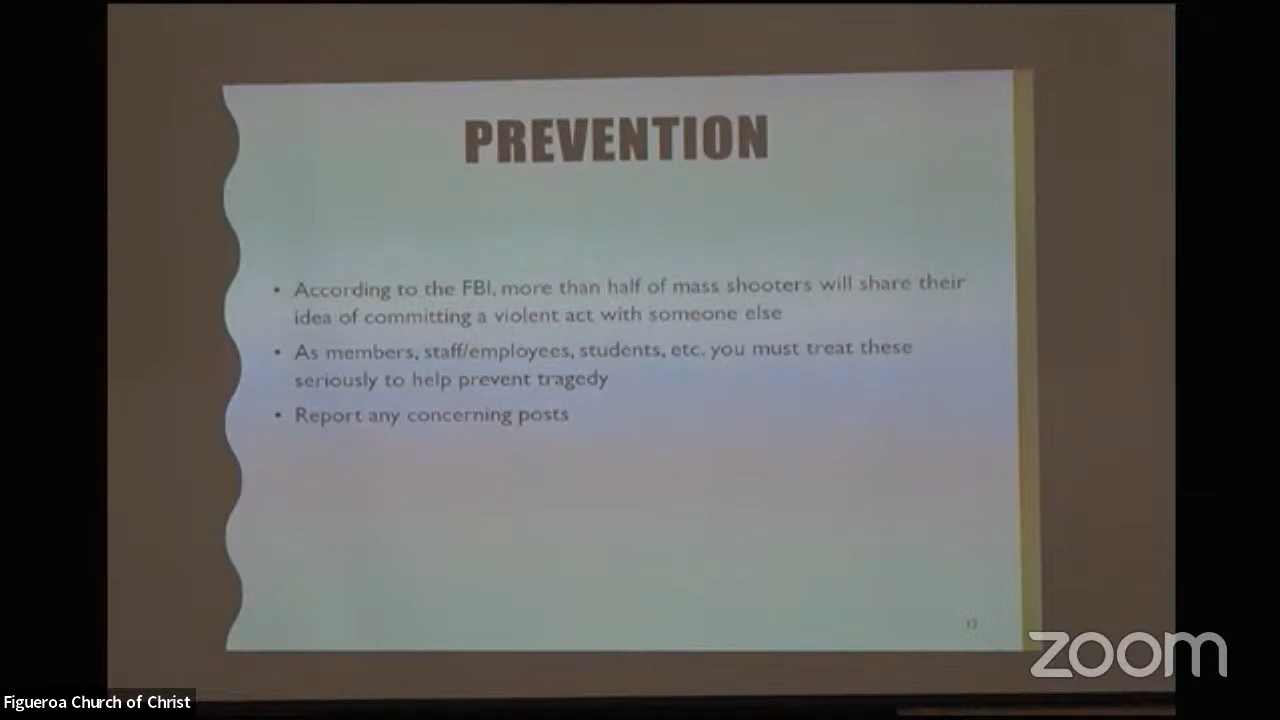 PREVENTION
• According to the FBI, more than half of mass shooters will share their
idea of committing a violent act with someone else
• As members, staff/employees, students, etc. you must treat these
seriously to help prevent tragedy
• Report any concerning posts
zoom
Figueroa Church of Christ